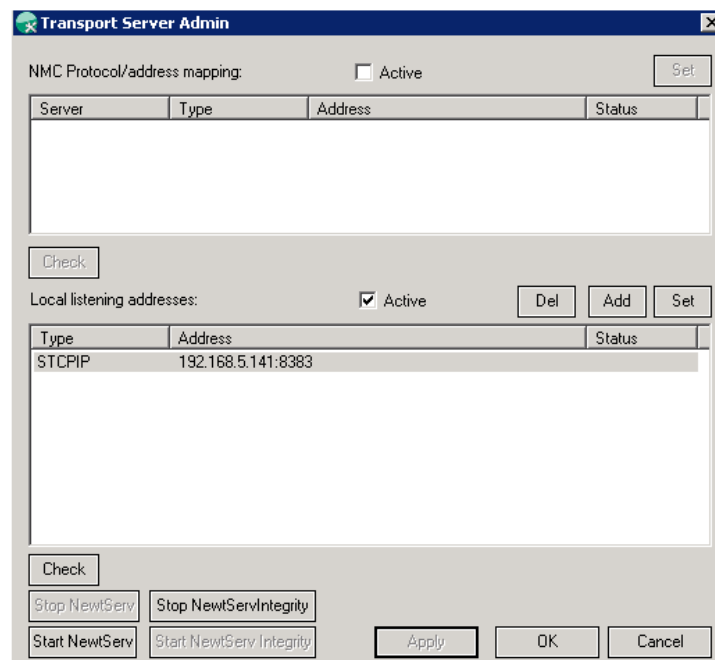 Transport Server Admin
NMC Protocol/address mapping: Active Set
Server Type Address Status
Check
Local listening addresses: Active Del Add Set
Type Address Status
STCPIP 192.168.5.141:8383
Check
Stop NewtServ Stop NewtServIntegrity
Start NewtServ Start NewtServ Integrity Apply OK Cancel